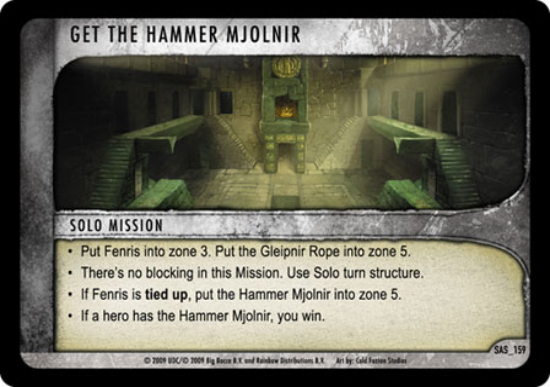 GET THE HAMMER MJOLNIR
SOLO MISSION
• Put Fenris into zone 3. Put the Gleipnir Rope into zone 5.
• There's no blocking in this Mission. Use Solo turn structure.
• If Fenris is tied up, put the Hammer Mjolnir into zone 5.
• If a hero has the Hammer Mjolnir, you win.
SAS_159
© 2009 UDC/© 2009 Big Bocca B.V. and Rainbow Distributions B.V. Art by: Cold Fusion Studios